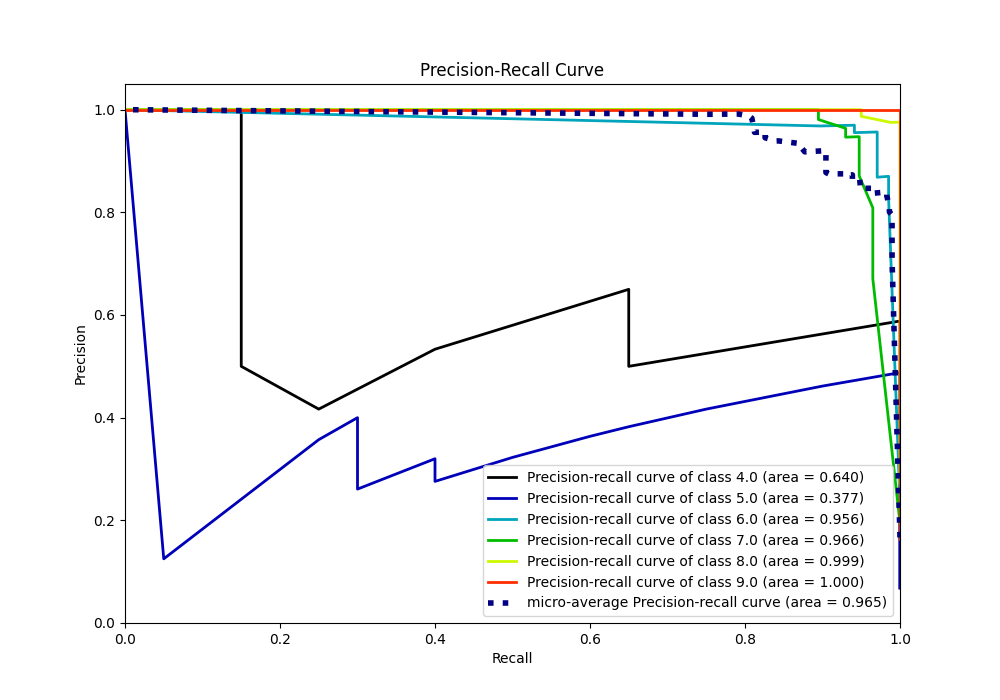 Precision-Recall Curve
1.0
0.8
0.6
0.4
0.2
0.0
Precision
0.0 0.2 0.4 0.6 0.8 1.0
Recall
Precision-recall curve of class 4.0 (area = 0.640)
Precision-recall curve of class 5.0 (area = 0.377)
Precision-recall curve of class 6.0 (area = 0.956)
Precision-recall curve of class 7.0 (area = 0.966)
Precision-recall curve of class 8.0 (area = 0.999)
Precision-recall curve of class 9.0 (area = 1.000)
micro-average Precision-recall curve (area = 0.965)